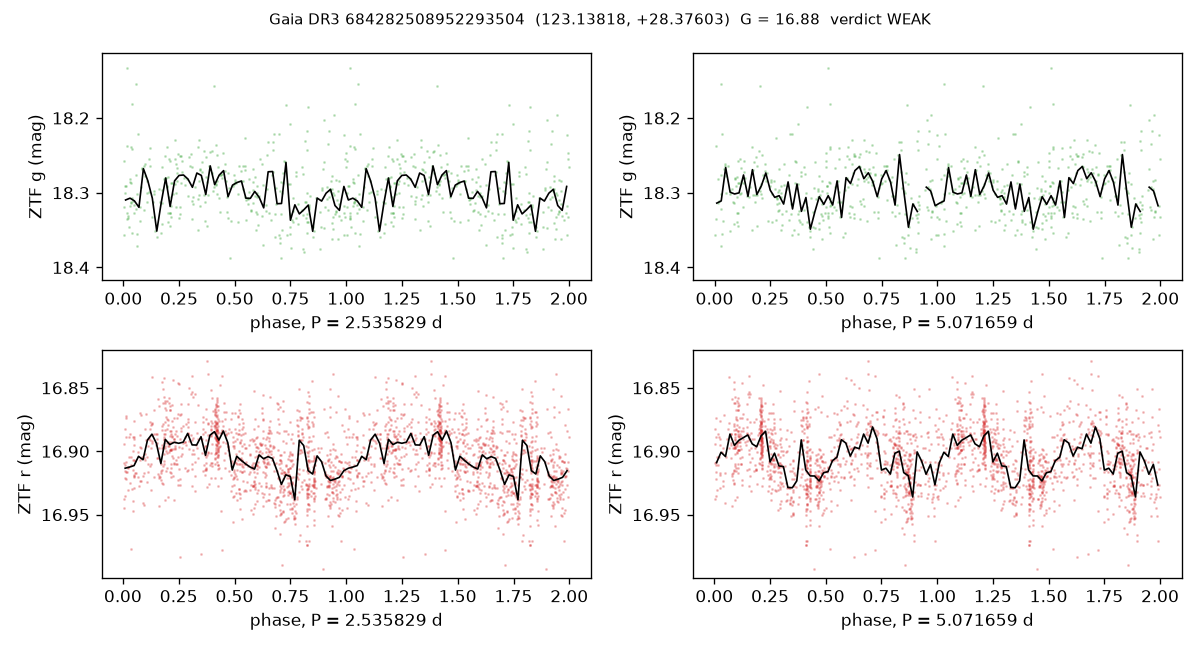 Gaia DR3 684282508952293504 (123.13818, +28.37603) G = 16.88 verdict WEAK
ZTF g (mag)
18.2
18.3
18.4
0.00 0.25 0.50 0.75 1.00 1.25 1.50 1.75 2.00
phase, P = 2.535829 d
ZTF g (mag)
18.2
18.3
18.4
0.00 0.25 0.50 0.75 1.00 1.25 1.50 1.75 2.00
phase, P = 5.071659 d
ZTF r (mag)
16.85
16.90
16.95
0.00 0.25 0.50 0.75 1.00 1.25 1.50 1.75 2.00
phase, P = 2.535829 d
ZTF r (mag)
16.85
16.90
16.95
0.00 0.25 0.50 0.75 1.00 1.25 1.50 1.75 2.00
phase, P = 5.071659 d